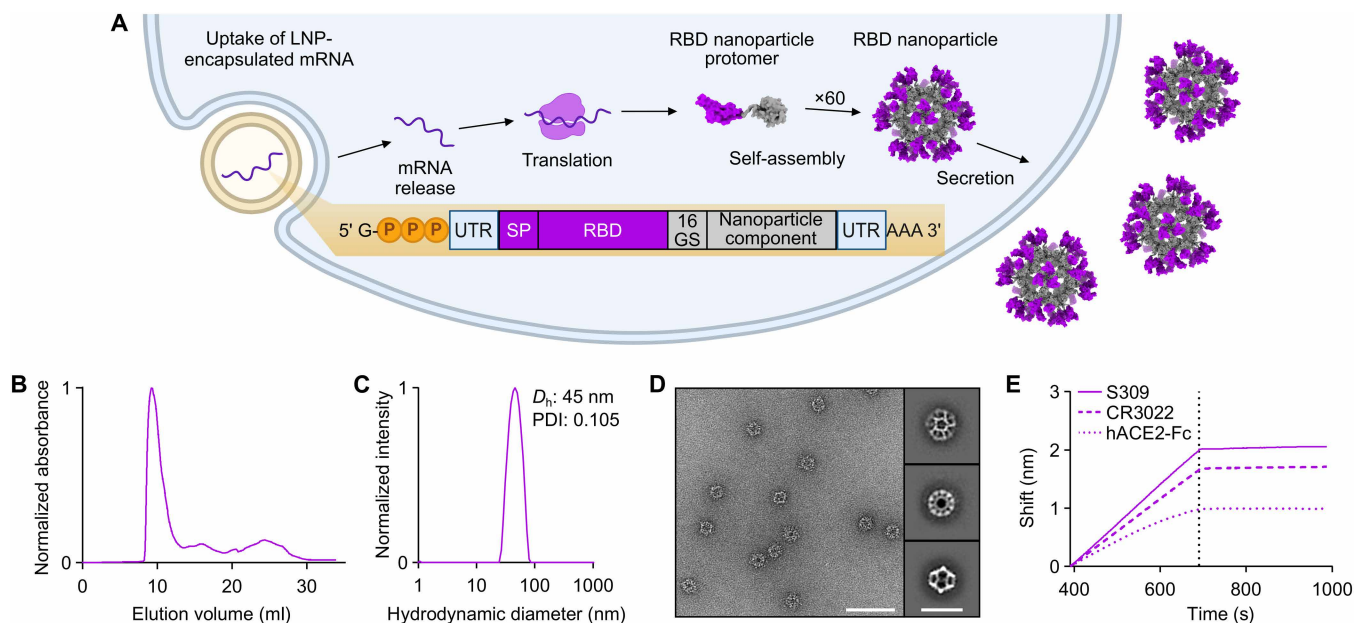 A
Uptake of LNP-
encapsulated mRNA
mRNA
release
Translation
RBD nanoparticle
protomer
×60
Self-assembly
RBD nanoparticle
Secretion
5' G-
P P P
UTR
SP
RBD
16
GS
Nanoparticle
component
UTR
AAA 3'
B
Normalized absorbance
1
0
0 10 20 30
Elution volume (ml)
C
Normalized intensity
1
0
1 10 100 1000
Hydrodynamic diameter (nm)
Dh: 45 nm
PDI: 0.105
D
E
S309
CR3022
hACE2-Fc
Shift (nm)
3
2
1
0
400 600 800 1000
Time (s)